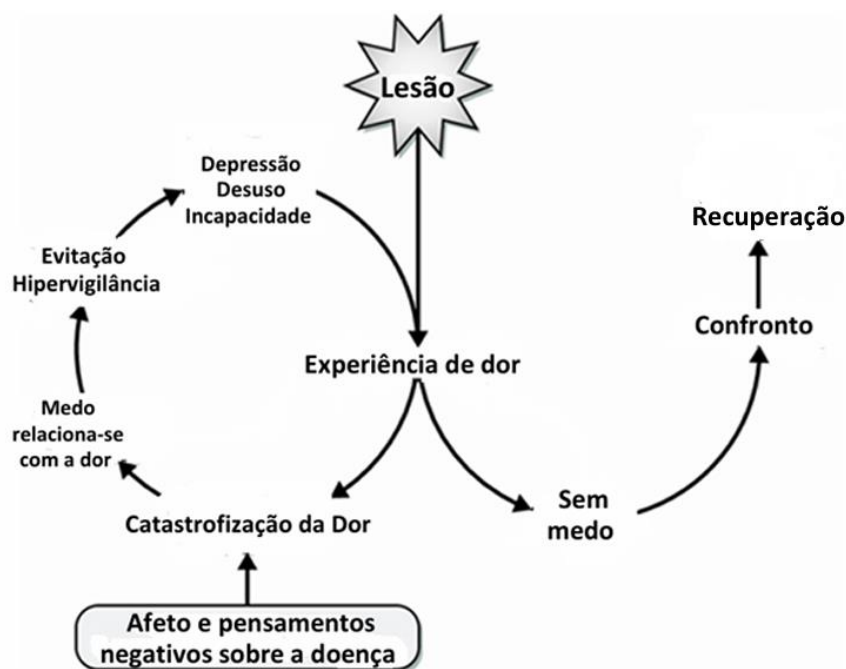 Lesão
Depressão
Desuso
Incapacidade
Evitação
Hipervigilância
Medo
relaciona-se
com a dor
Catastrofização da Dor
Afeto e pensamentos
negativos sobre a doença
Experiência de dor
Sem
medo
Confronto
Recuperação